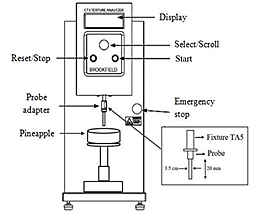 CT3 TEXTURE ANALYZER
Display
Select/Scroll
Reset/Stop
Start
BROOKFIELD
Probe
adapter
Emergency
stop
Pineapple
Fixture TA5
Probe
3.5 cm
20 mm